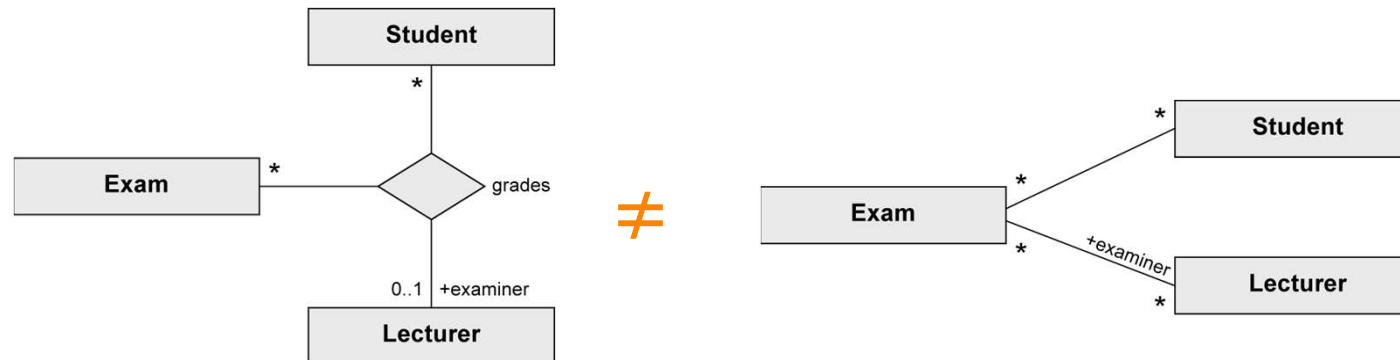 Student
*
Exam
*
grades
0..1
+examiner
Lecturer
≠
Student
*
*
Exam
*
+examiner
*
Lecturer